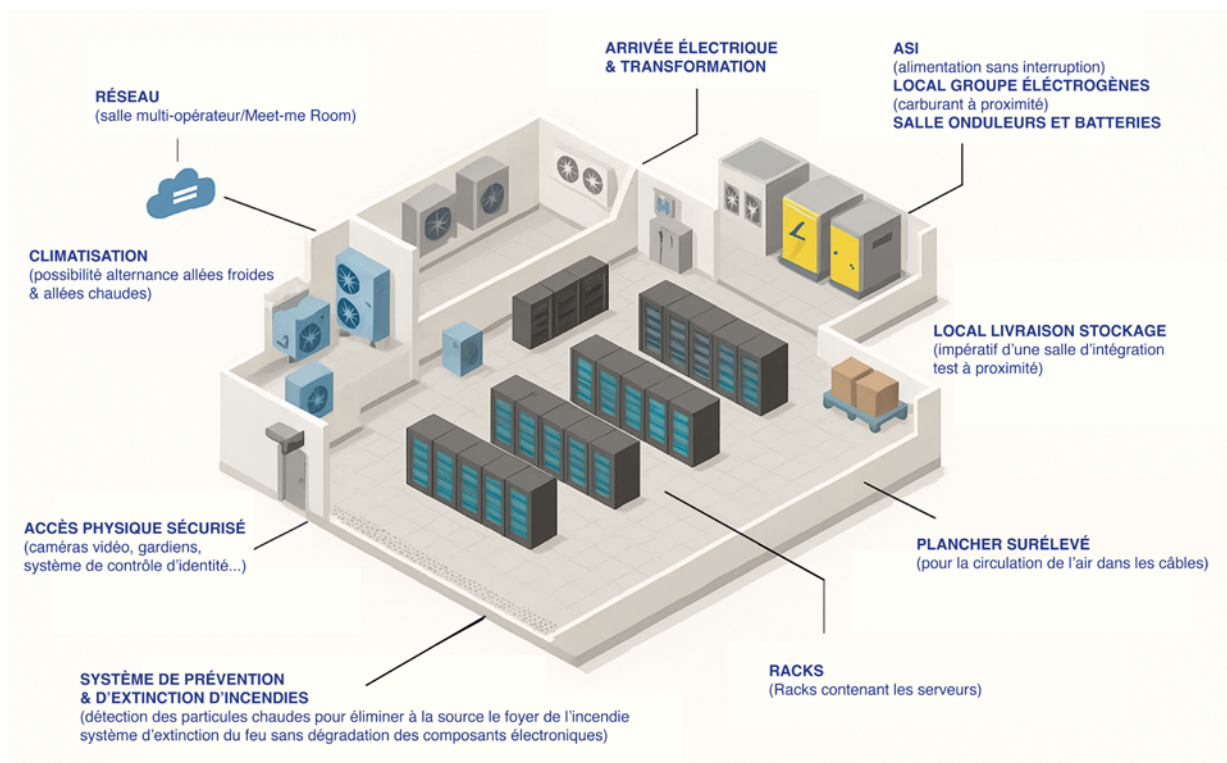 ARRIVÉE ÉLECTRIQUE
& TRANSFORMATION
ASI
(alimentation sans interruption)
LOCAL GROUPE ÉLÉCTROGÈNES
(carburant à proximité)
SALLE ONDULEURS ET BATTERIES
RÉSEAU
(salle multi-opérateur/Meet-me Room)
CLIMATISATION
(possibilité alternance allées froides
& allées chaudes)
LOCAL LIVRAISON STOCKAGE
(impératif d’une salle d’intégration
test à proximité)
ACCÈS PHYSIQUE SÉCURISÉ
(caméras vidéo, gardiens,
système de contrôle d’identité...)
PLANCHER SURÉLEVÉ
(pour la circulation de l’air dans les câbles)
RACKS
(Racks contenant les serveurs)
SYSTÈME DE PRÉVENTION
& D’EXTINCTION D’INCENDIES
(détection des particules chaudes pour éliminer à la source le foyer de l’incendie
système d’extinction du feu sans dégradation des composants électroniques)